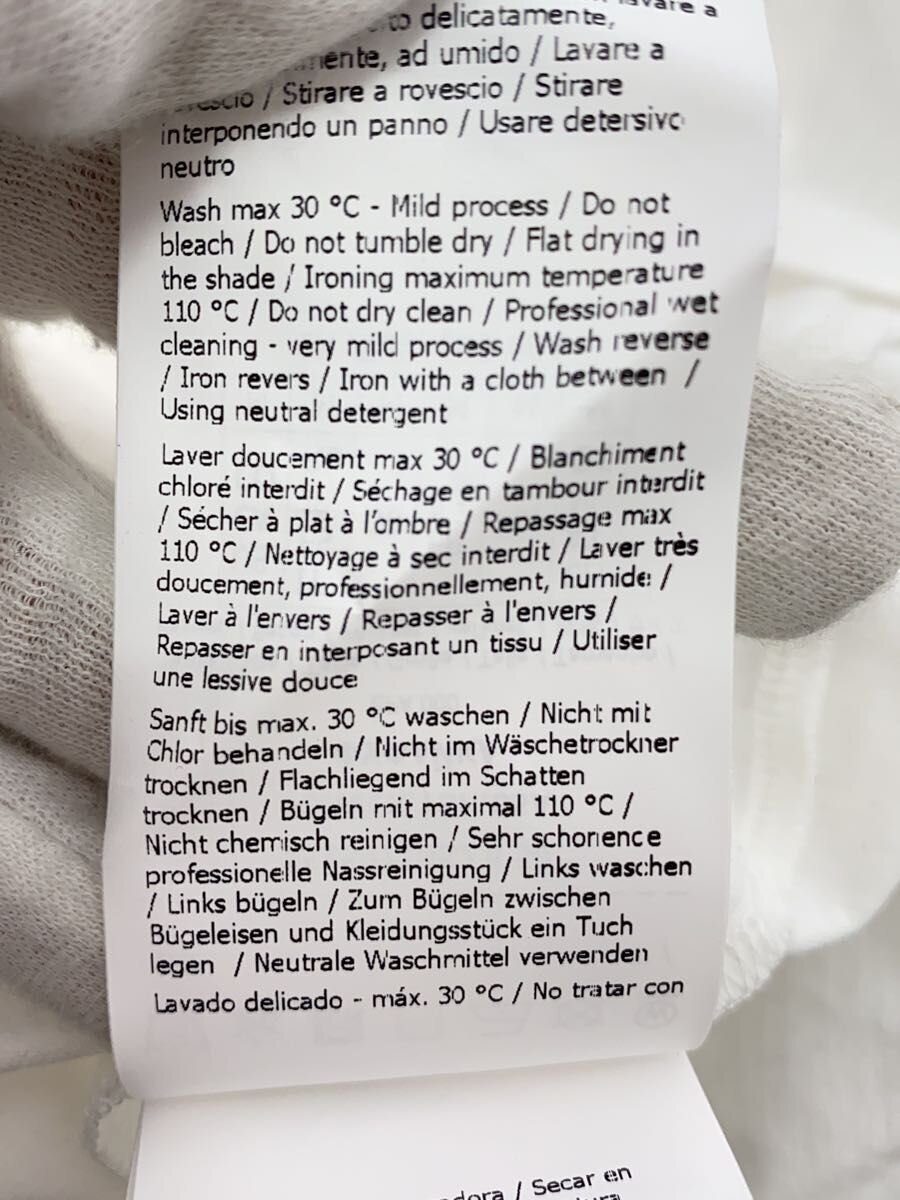 delicatamente,
ad umido / Lavare a
/ Stirare a rovescio / Stirare
interponendo un panno / Usare detersivo
neutro
Wash max 30 °C - Mild process / Do not
bleach / Do not tumble dry / Flat drying in
the shade / Ironing maximum temperature
110 °C / Do not dry clean / Professional wet
cleaning - very mild process / Wash reverse
/ Iron revers / Iron with a cloth between /
Using neutral detergent
Laver doucement max 30 °C / Blanchiment
chloré interdit / Séchage en tambour interdit
/ Sécher à plat à l'ombre / Repassage max
110 °C / Nettoyage à sec interdit / Laver très
doucement, professionnellement, humide /
Laver à l'envers / Repasser à l'envers /
Repasser en interposant un tissu / Utiliser
une lessive douce
Sanft bis max. 30 °C waschen / Nicht mit
Chlor behandeln / Nicht im Wäschetrockner
trocknen / Flachliegend im Schatten
trocknen / Bügeln mit maximal 110 °C /
Nicht chemisch reinigen / Sehr schonence
professionelle Nassreinigung / Links waschen
/ Links bügeln / Zum Bügeln zwischen
Bügeleisen und Kleidungsstück ein Tuch
legen / Neutrale Waschmittel verwenden
Lavado delicado - máx. 30 °C / No tratar con
/ Secar en